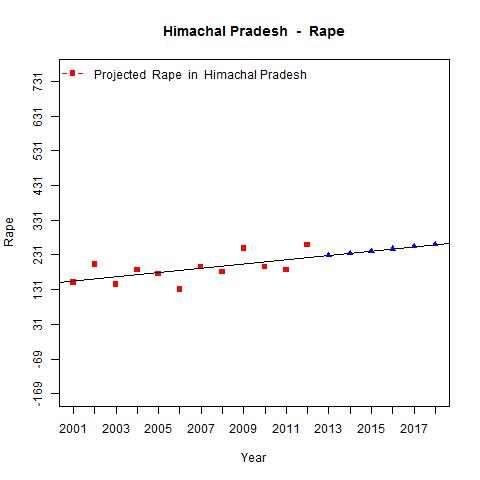 Himachal Pradesh - Rape
Projected Rape in Himachal Pradesh
731
631
531
431
331
231
131
31
-69
-169
Rape
2001 2003 2005 2007 2009 2011 2013 2015 2017
Year